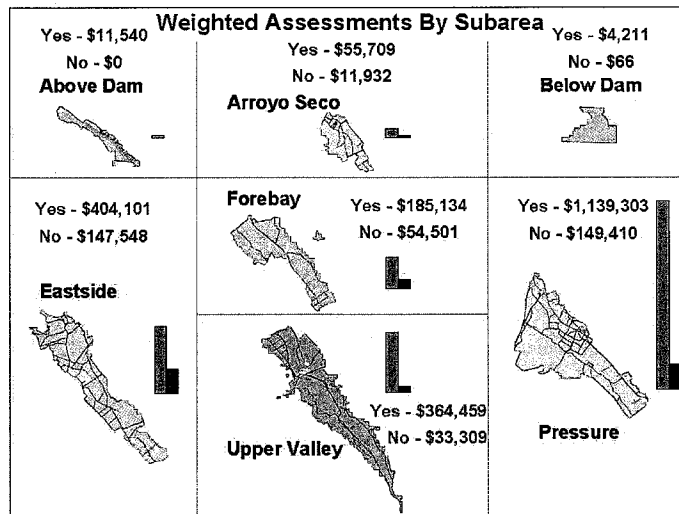 Weighted Assessments By Subarea
Yes - $11,540
No - $0
Above Dam
Yes - $55,709
No - $11,932
Arroyo Seco
Yes - $4,211
No - $66
Below Dam
Yes - $404,101
No - $147,548
Eastside
Forebay
Yes - $185,134
No - $54,501
Yes - $1,139,303
No - $149,410
Pressure
Yes - $364,459
No - $33,309
Upper Valley